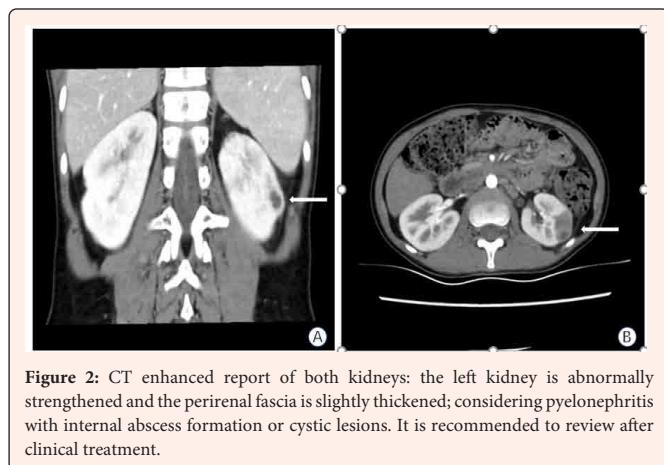 A
B
Figure 2: CT enhanced report of both kidneys: the left kidney is abnormally
strengthened and the perirenal fascia is slightly thickened; considering pyelonephritis
with internal abscess formation or cystic lesions. It is recommended to review after
clinical treatment.